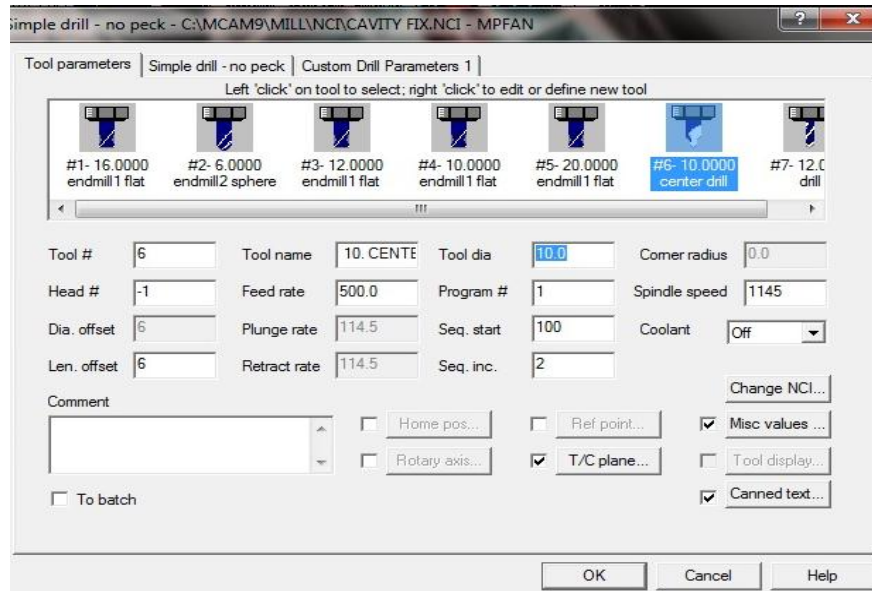 Simple drill - no peck - C:\MCAM9\MILL\NCI\CAVITY FIX.NCI - MPFAN
Tool parameters Simple drill - no peck Custom Drill Parameters 1
Left 'click' on tool to select; right 'click' to edit or define new tool
#1- 16.0000 #2- 6.0000 #3- 12.0000 #4- 10.0000 #5- 20.0000 #6- 10.0000 #7- 12.0
endmill1 flat endmill2 sphere endmill1 flat endmill1 flat endmill1 flat center drill drill
Tool # 6 Tool name 10. CENTE Tool dia 10.0 Corner radius 0.0
Head # -1 Feed rate 500.0 Program # 1 Spindle speed 1145
Dia. offset 6 Plunge rate 114.5 Seq. start 100 Coolant Off
Len. offset 6 Retract rate 114.5 Seq. inc. 2
Change NCI...
Comment
Home pos... Ref point... Misc values ...
Rotary axis... T/C plane... Tool display...
To batch Canned text...
OK Cancel Help